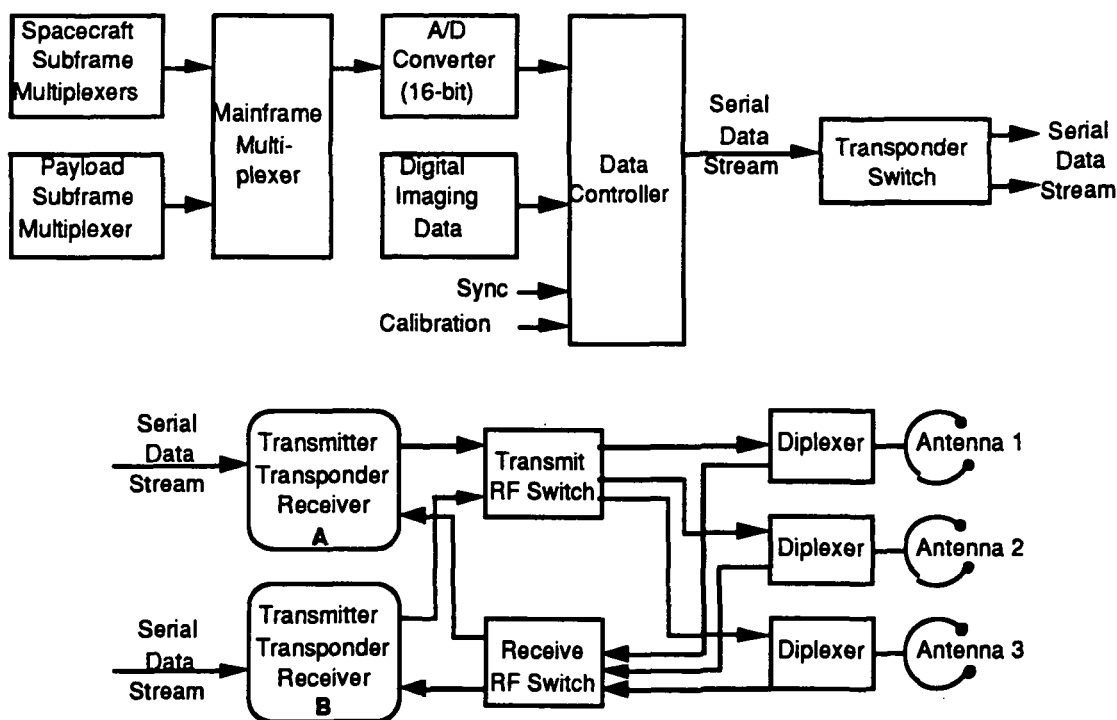 Spacecraft
Subframe
Multiplexers
Payload
Subframe
Multiplexer
Mainframe
Multi-
plexer
A/D
Converter
(16-bit)
Digital
Imaging
Data
Sync
Calibration
Data
Controller
Serial
Data
Stream
Transponder
Switch
Serial
Data
Stream
Serial
Data
Stream
Transmitter
Transponder
Receiver
A
Transmit
RF Switch
Diplexer
Antenna 1
Diplexer
Antenna 2
Serial
Data
Stream
Transmitter
Transponder
Receiver
B
Receive
RF Switch
Diplexer
Antenna 3